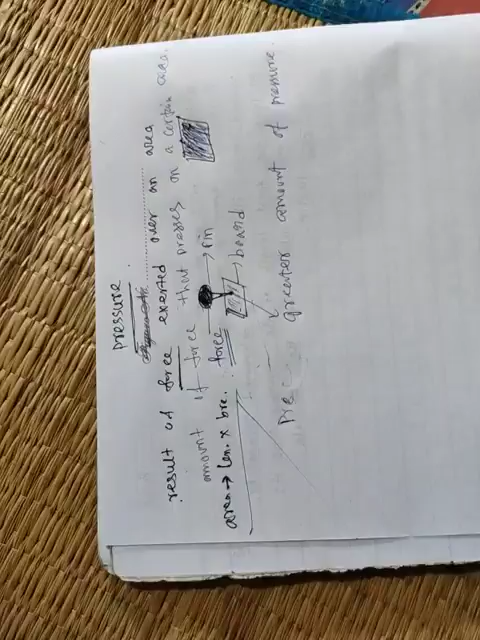 pressure
result of force exerted over an area
amount if force that presses on a certain area.
→ Pin
area → len. x bre. force → board
Pre
greater amount of pressure.